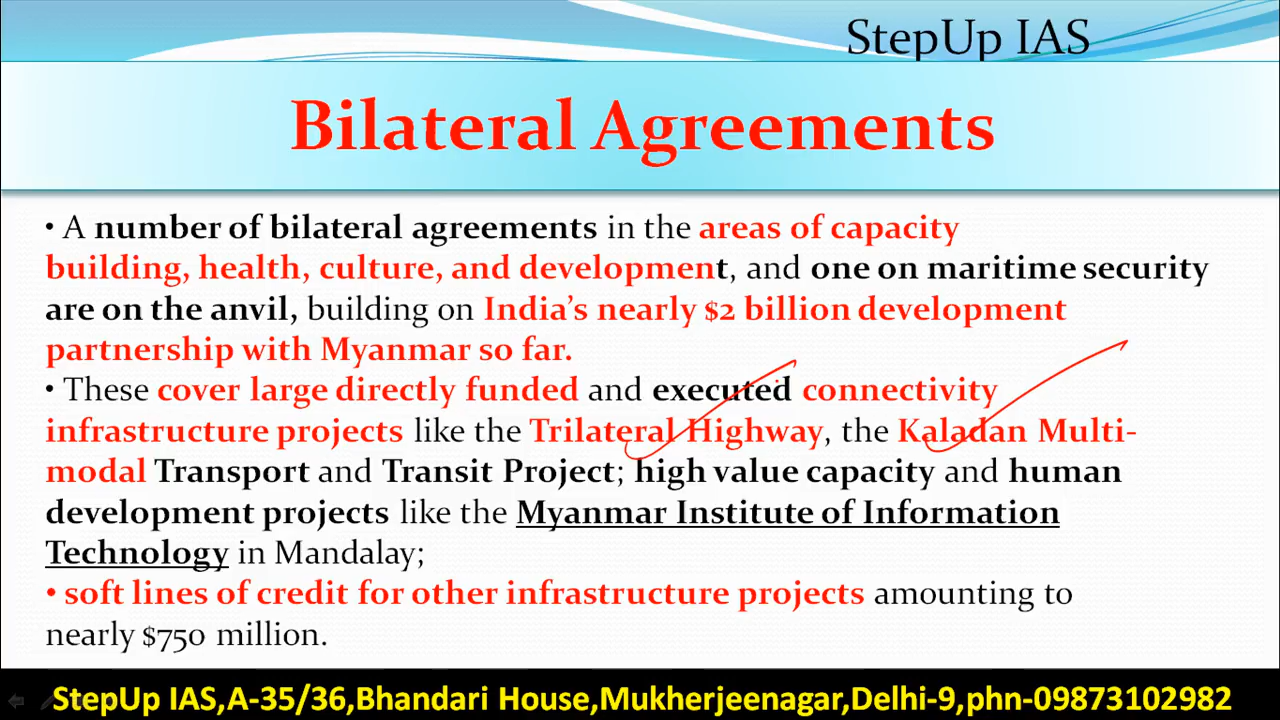 StepUp IAS
Bilateral Agreements
• A number of bilateral agreements in the areas of capacity
building, health, culture, and development, and one on maritime security
are on the anvil, building on India’s nearly $2 billion development
partnership with Myanmar so far.
• These cover large directly funded and executed connectivity
infrastructure projects like the Trilateral Highway, the Kaladan Multi-
modal Transport and Transit Project; high value capacity and human
development projects like the Myanmar Institute of Information
Technology in Mandalay;
• soft lines of credit for other infrastructure projects amounting to
nearly $750 million.
StepUp IAS,A-35/36,Bhandari House,Mukherjeenagar,Delhi-9,phn-09873102982